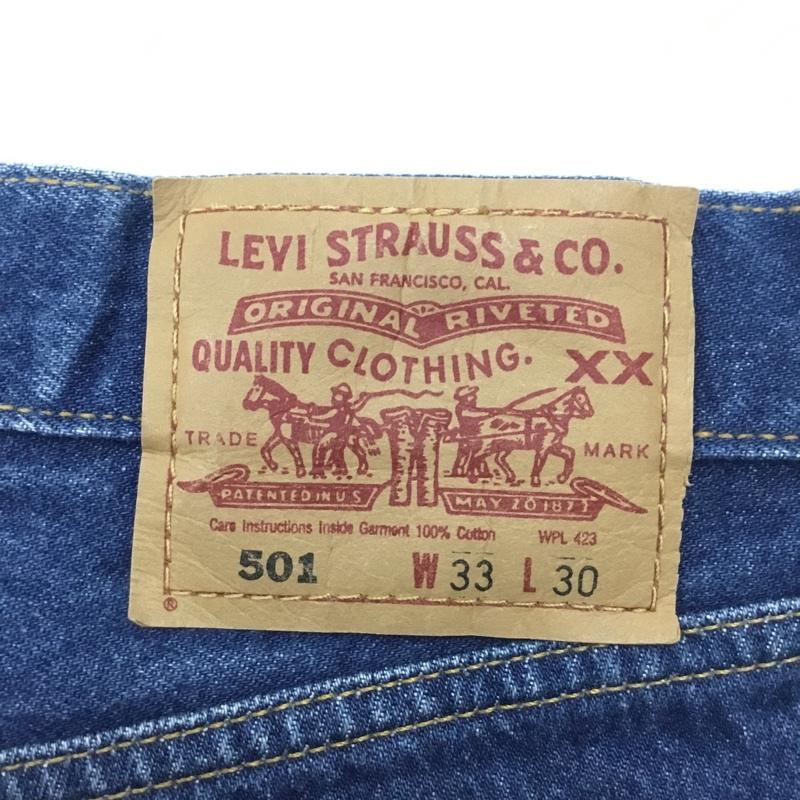 LEVI STRAUSS & CO.
SAN FRANCISCO, CAL.
ORIGINAL RIVETED
QUALITY CLOTHING. XX
TRADE MARK
PATENTED IN U.S. MAY 20 1873
Care Instructions Inside Garment 100% Cotton WPL 423
501 W 33 L 30
®